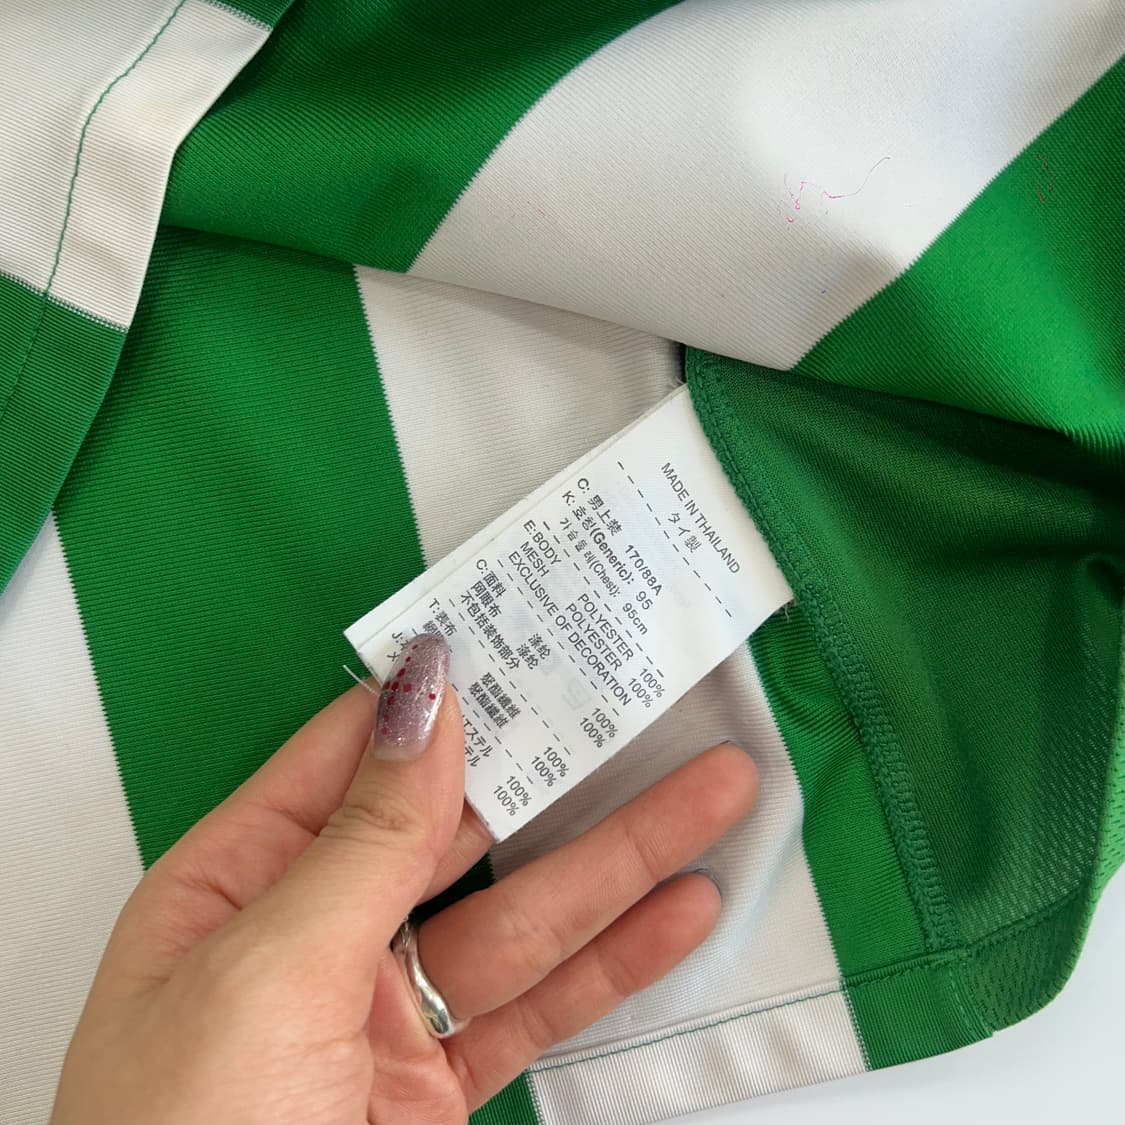 MADE IN THAILAND
タイ製
C: 男上装 170/88A
K: 호칭(Generic): 95
가슴둘레(Chest): 95cm
E:BODY POLYESTER 100%
MESH POLYESTER 100%
EXCLUSIVE OF DECORATION
C:面料 涤纶 100%
网眼布 涤纶 100%
不包括装饰部分
T:表布 聚酯纖維 100%
聚酯纖維 100%
J: エステル 100%
テル 100%